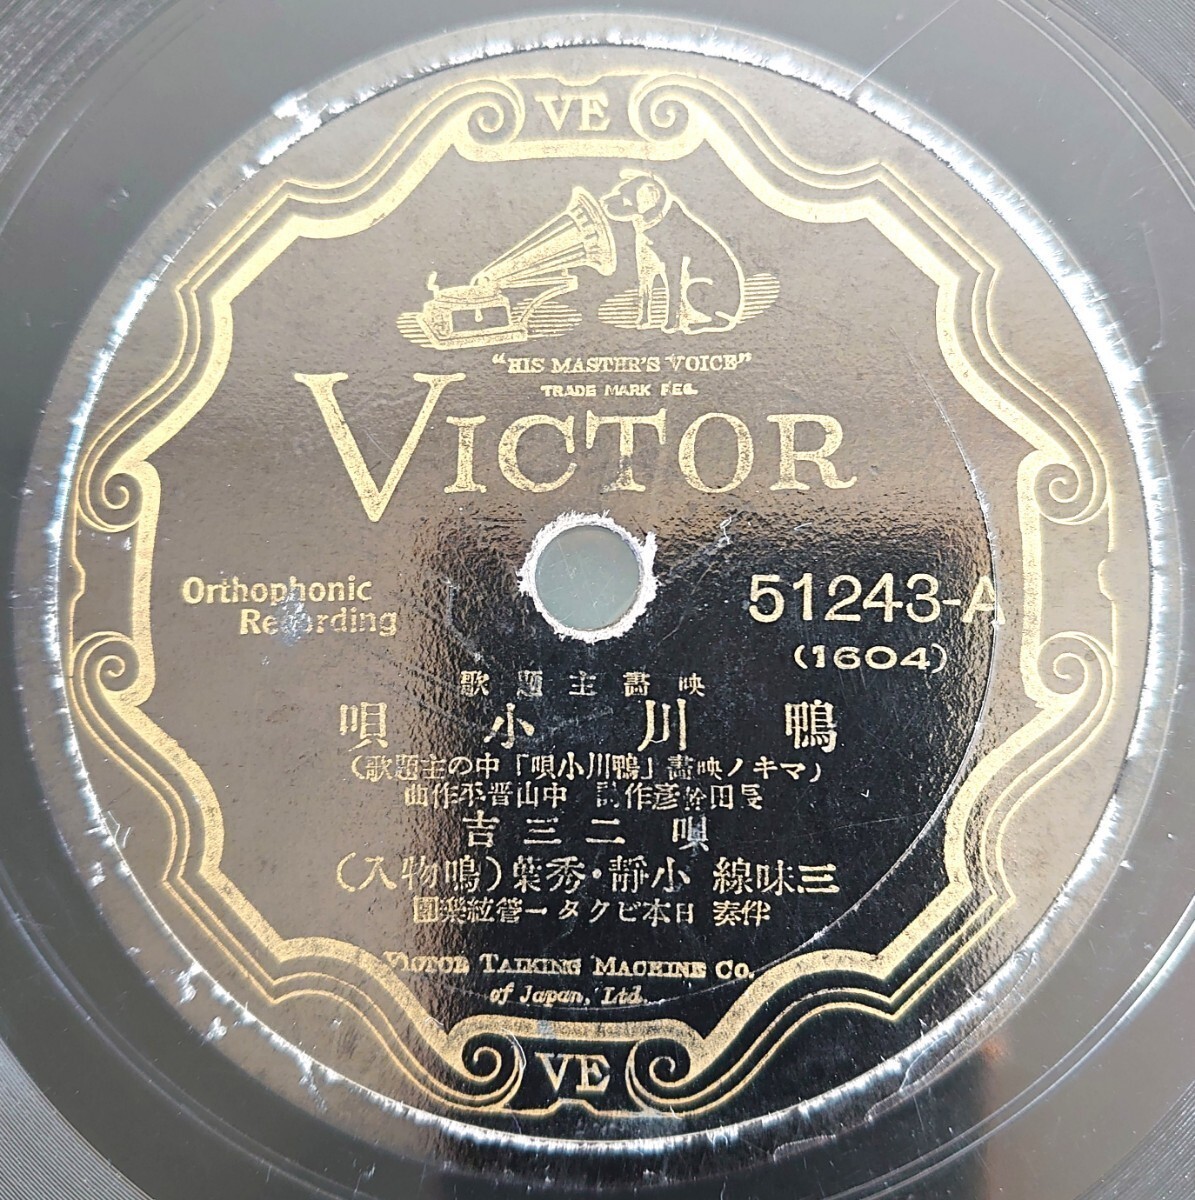 VE
"HIS MASTER'S VOICE"
TRADE MARK REG.
VICTOR
Orthophonic
Recording
51243-A
(1604)
映畵主題歌
鴨川小唄
(マキノ映畵「鴨川小唄」中の主題歌)
長田幹彦作詞 中山晋平作曲
唄 二三吉
三味線 小靜・秀葉(鳴物入)
伴奏 日本ビクター管絃樂團
VICTOR TALKING MACHINE CO.
of Japan, Ltd.
VE